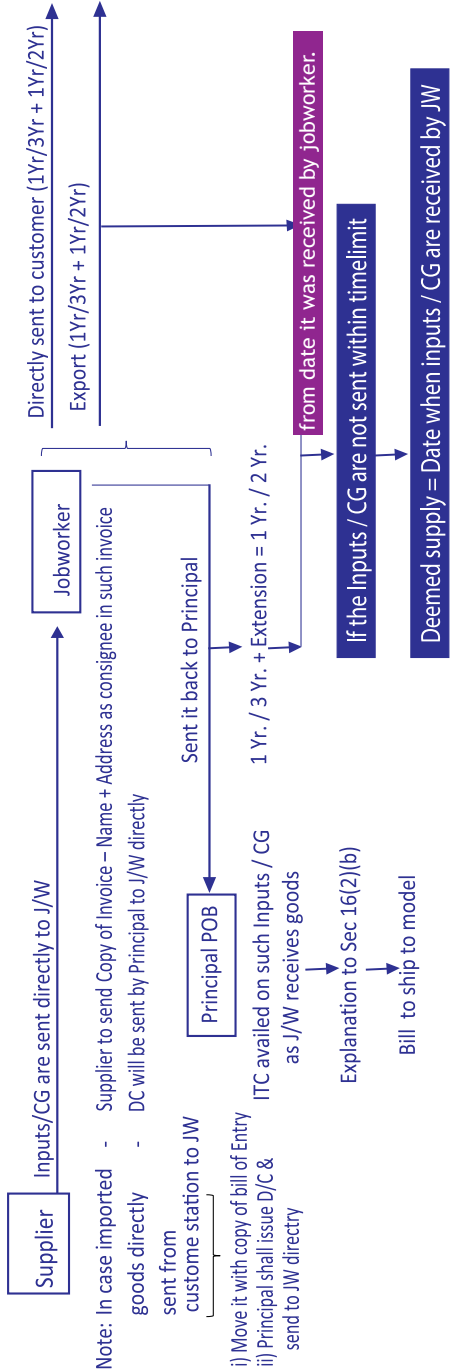 Supplier
Inputs/CG are sent directly to J/W
Jobworker
Directly sent to customer (1Yr/3Yr + 1Yr/2Yr)
Export (1Yr/3Yr + 1Yr/2Yr)
Note: In case imported
goods directly
sent from
custome station to JW
- Supplier to send Copy of Invoice – Name + Address as consignee in such invoice
- DC will be sent by Principal to J/W directly
i) Move it with copy of bill of Entry
ii) Principal shall issue D/C &
send to JW directry
Sent it back to Principal
Principal POB
ITC availed on such Inputs / CG
as J/W receives goods
Explanation to Sec 16(2)(b)
Bill to ship to model
1 Yr. / 3 Yr. + Extension = 1 Yr. / 2 Yr.
from date it was received by jobworker.
If the Inputs / CG are not sent within timelimit
Deemed supply = Date when inputs / CG are received by JW